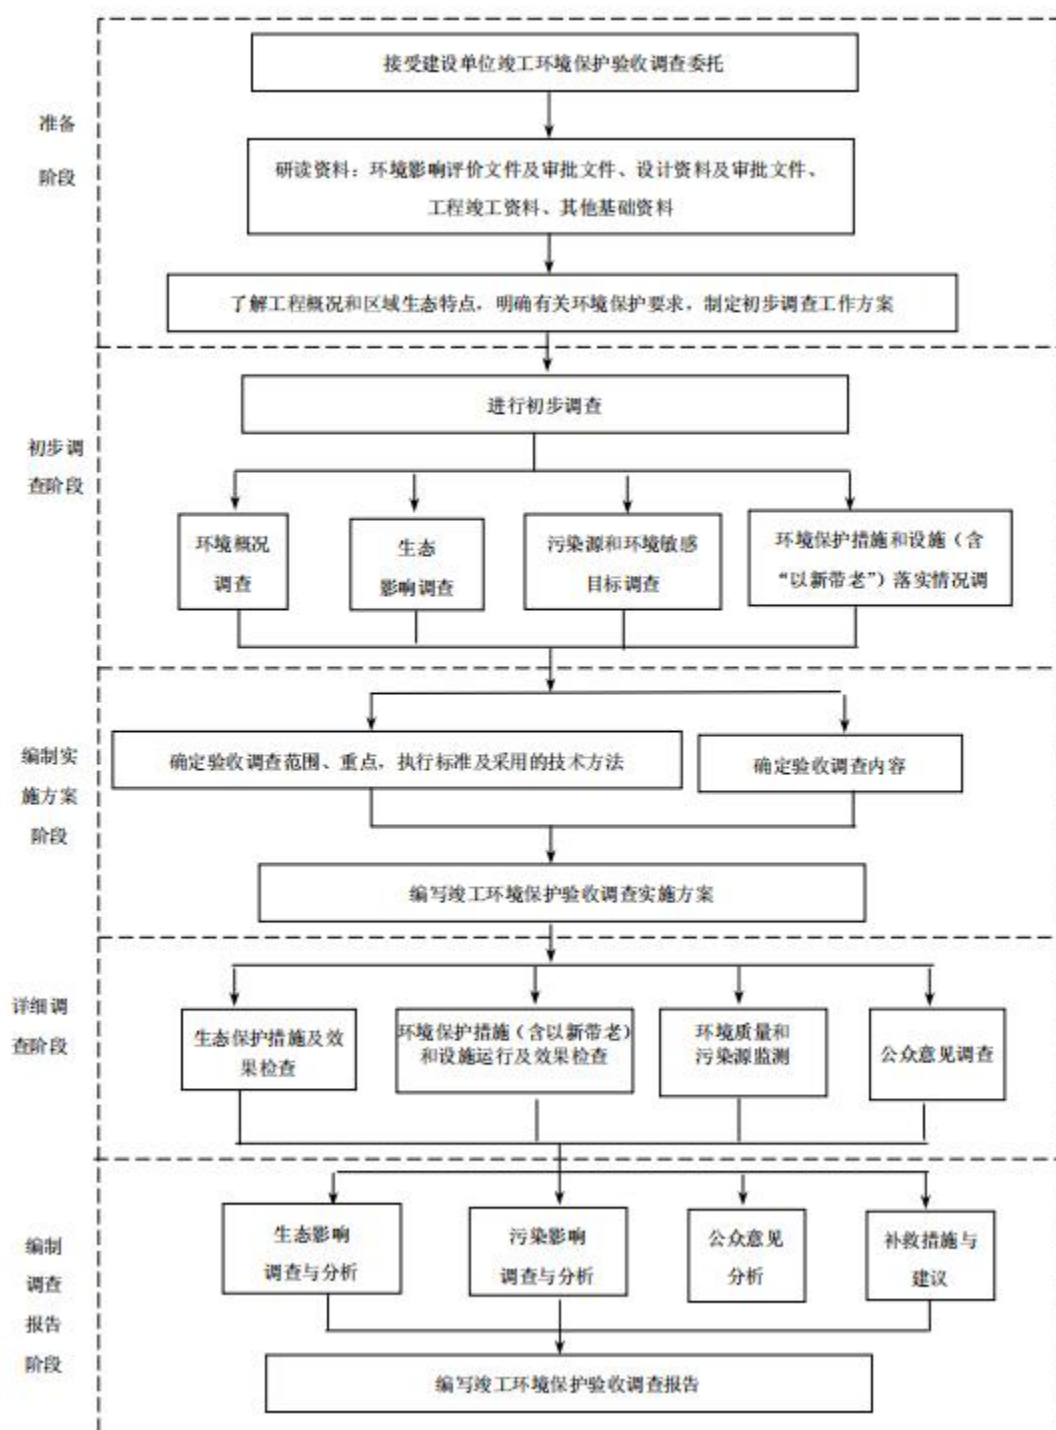 准备
阶段
接受建设单位竣工环境保护验收调查委托
研读资料：环境影响评价文件及审批文件、设计资料及审批文件、
工程竣工资料、其他基础资料
了解工程概况和区域生态特点，明确有关环境保护要求，制定初步调查工作方案
初步调
查阶段
进行初步调查
环境概况
调查
生态
影响调查
污染源和环境敏感
目标调查
环境保护措施和设施（含
“以新带老”）落实情况调
编制实
施方案
阶段
确定验收调查范围、重点，执行标准及采用的技术方法
确定验收调查内容
编写竣工环境保护验收调查实施方案
详细调
查阶段
生态保护措施及效
果检查
环境保护措施（含以新带老）
和设施运行及效果检查
环境质量和
污染源监测
公众意见调查
编制
调查
报告
阶段
生态影响
调查与分析
污染影响
调查与分析
公众意见
分析
补救措施与
建议
编写竣工环境保护验收调查报告